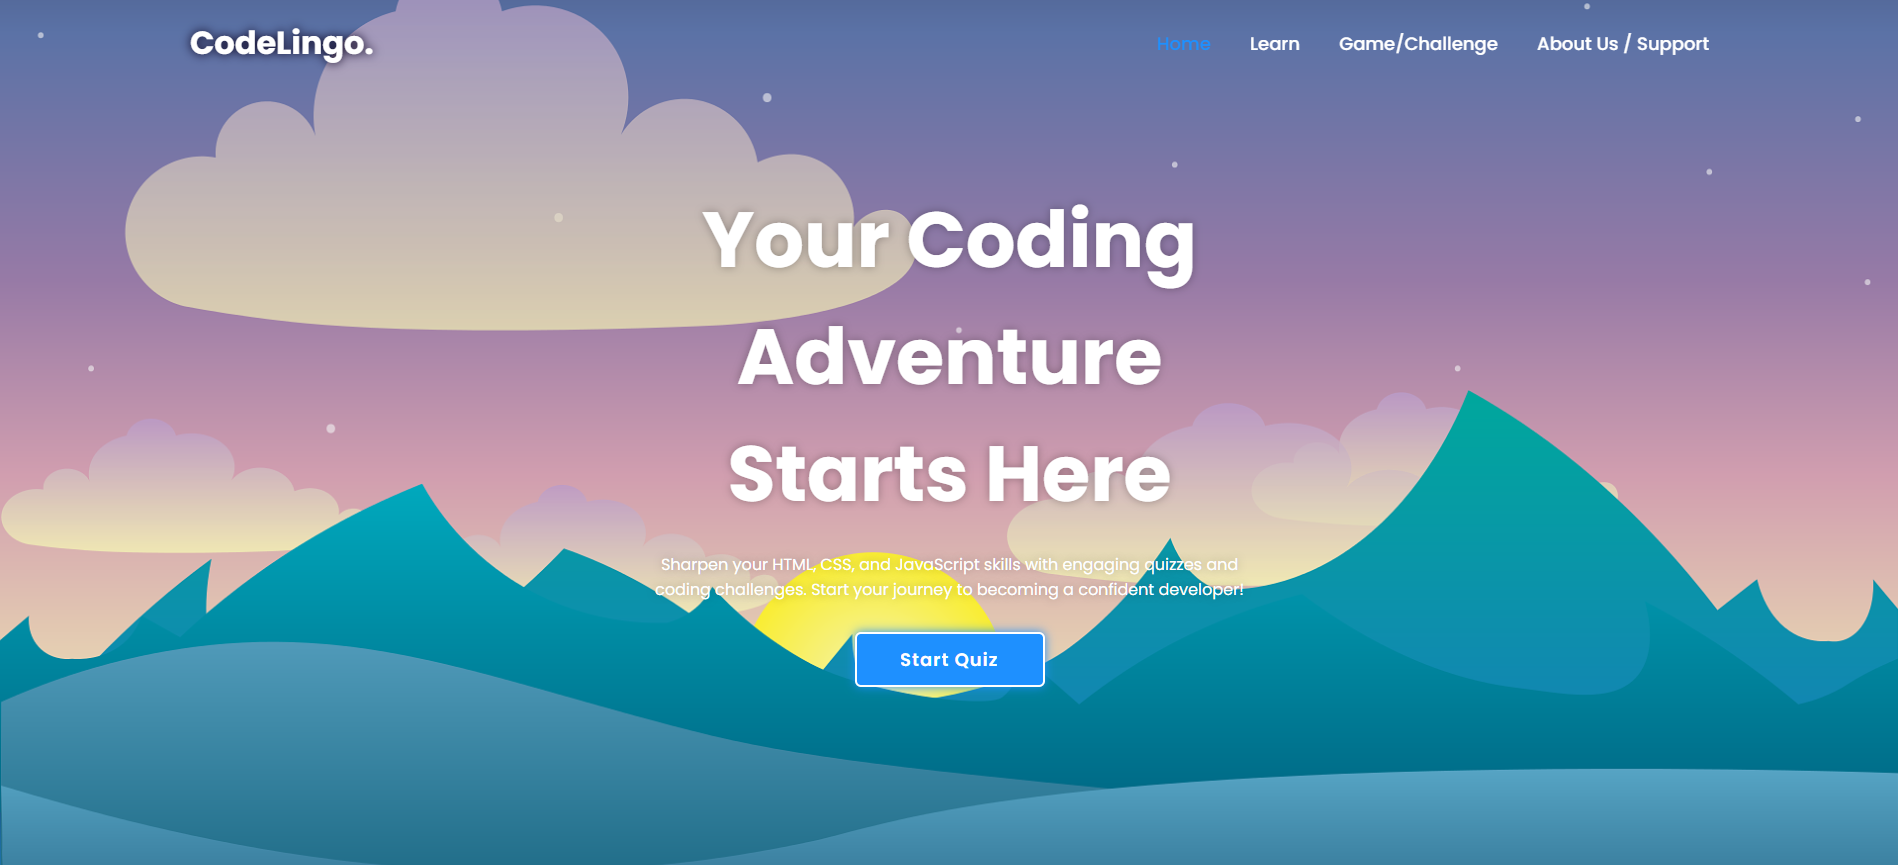 CodeLingo.
Home Learn Game/Challenge About Us / Support
Your Coding
Adventure
Starts Here
Sharpen your HTML, CSS, and JavaScript skills with engaging quizzes and
coding challenges. Start your journey to becoming a confident developer!
Start Quiz